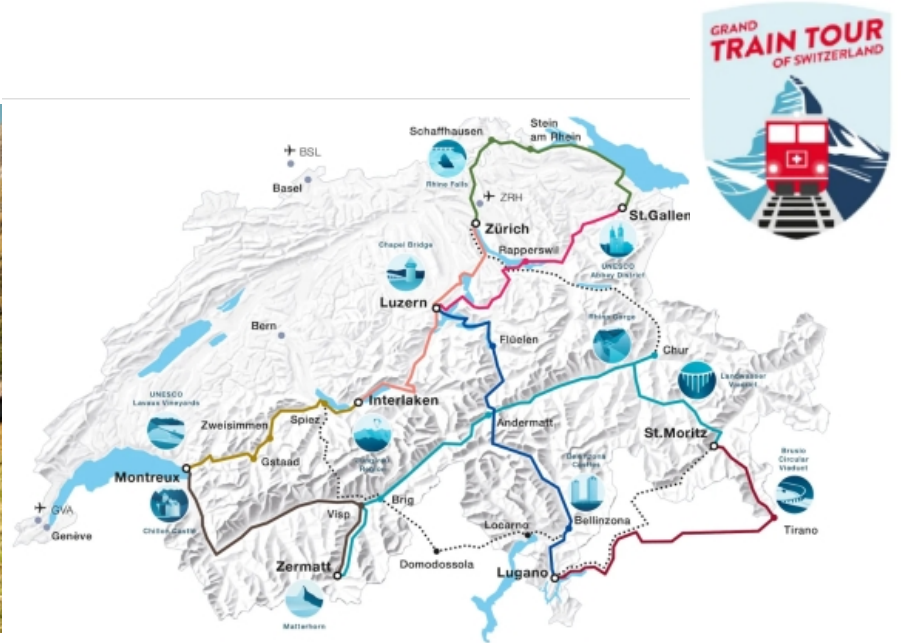 GRAND
TRAIN TOUR
OF SWITZERLAND
Schaffhausen
Stein
am Rhein
Rhine Falls
BSL
Basel
ZRH
Zürich
St.Gallen
Rapperswil
Chapel Bridge
UNESCO
Abbey District
Luzern
Bern
Flüelen
Rhine Gorge
Chur
Landwasser
Viaduct
UNESCO
Lavaux Vineyards
Interlaken
Zweisimmen
Spiez
Andermatt
St.Moritz
Gstaad
Montreux
Brusio
Circular
Viaduct
Castles
GVA
Genève
Chillon Castle
Visp
Brig
Locarno
Bellinzona
Tirano
Domodossola
Zermatt
Lugano
Matterhorn